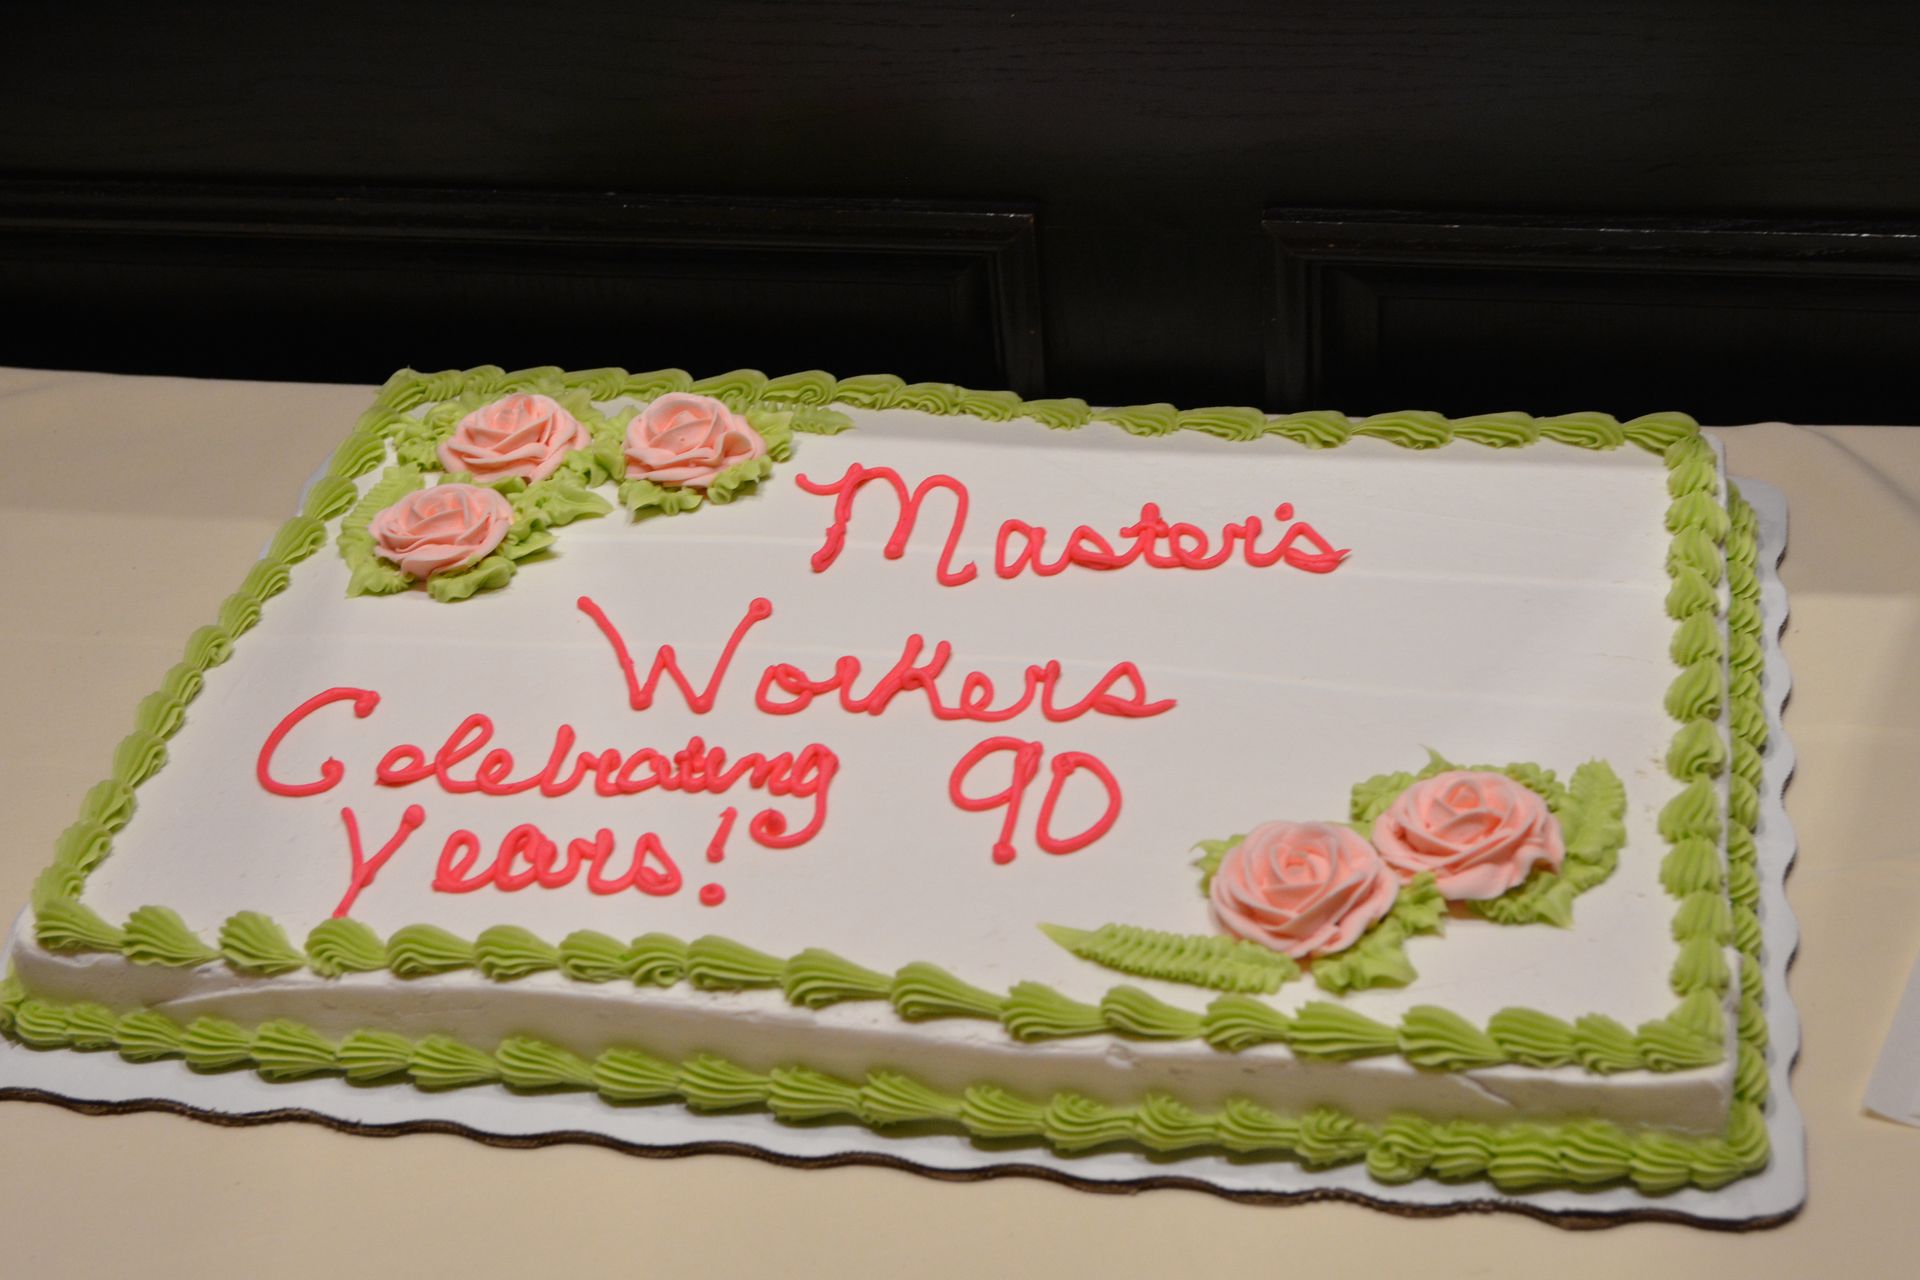 Master's
Workers
Celebrating 90
Years!